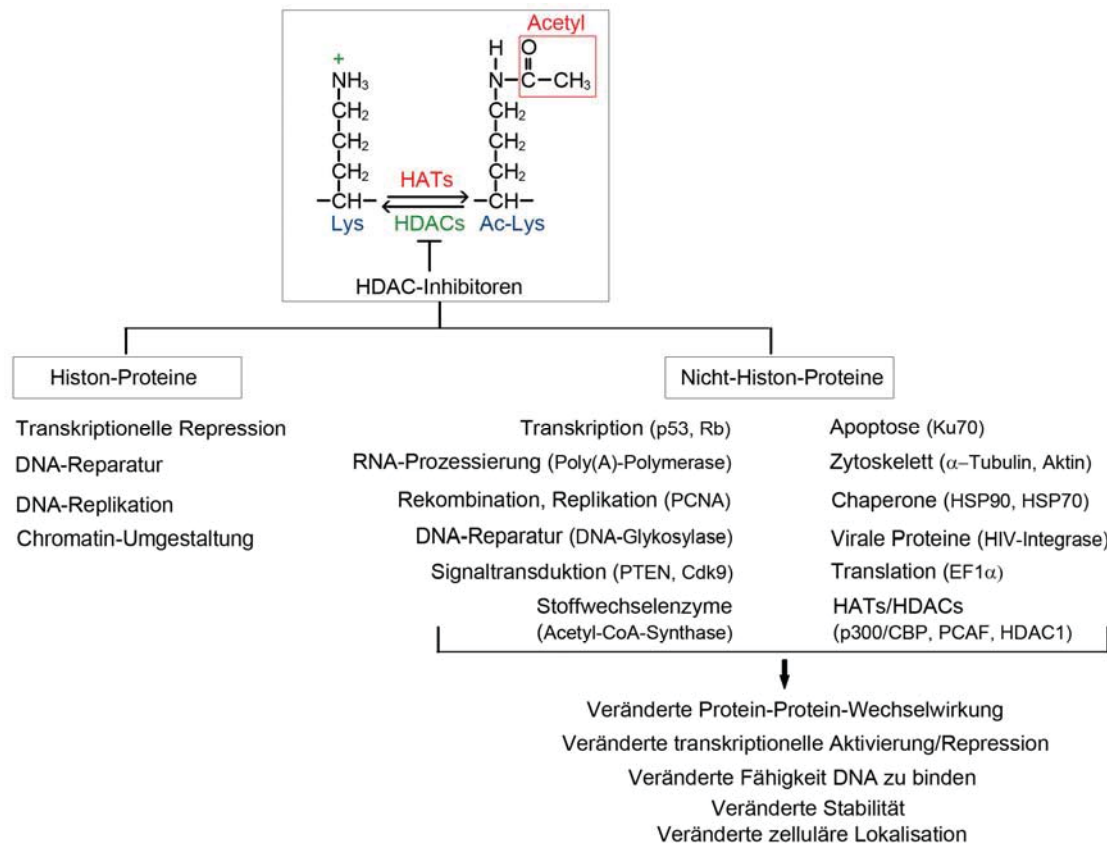 Acetyl
H
O
+
NH3
N
C
CH3
CH2
CH2
CH2
CH2
CH2
CH2
HATs
CH
CH
Lys
HDACs
Ac-Lys
HDAC-Inhibitoren
Histon-Proteine
Nicht-Histon-Proteine
Transkriptionelle Repression
DNA-Reparatur
DNA-Replikation
Chromatin-Umgestaltung
Transkription (p53, Rb)
RNA-Prozessierung (Poly(A)-Polymerase)
Rekombination, Replikation (PCNA)
DNA-Reparatur (DNA-Glykosylase)
Signaltransduktion (PTEN, Cdk9)
Stoffwechselenzyme
(Acetyl-CoA-Synthase)
Apoptose (Ku70)
Zytoskelett (α–Tubulin, Aktin)
Chaperone (HSP90, HSP70)
Virale Proteine (HIV-Integrase)
Translation (EF1α)
HATs/HDACs
(p300/CBP, PCAF, HDAC1)
Veränderte Protein-Protein-Wechselwirkung
Veränderte transkriptionelle Aktivierung/Repression
Veränderte Fähigkeit DNA zu binden
Veränderte Stabilität
Veränderte zelluläre Lokalisation